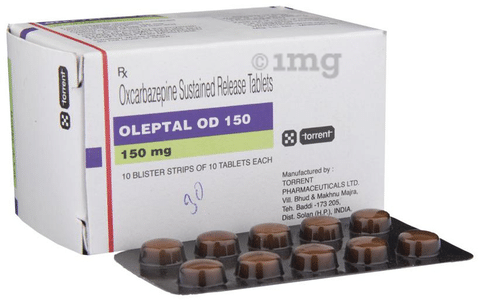 ©1mg
Rx
Oxcarbazepine Sustained Release Tablets
OLEPTAL OD 150
150 mg
10 BLISTER STRIPS OF 10 TABLETS EACH
torrent
torrent
Manufactured by :
TORRENT
PHARMACEUTICALS LTD.
Vill. Bhud & Makhnu Majra,
Teh. Baddi -173 205,
Dist. Solan (H.P.), INDIA
90